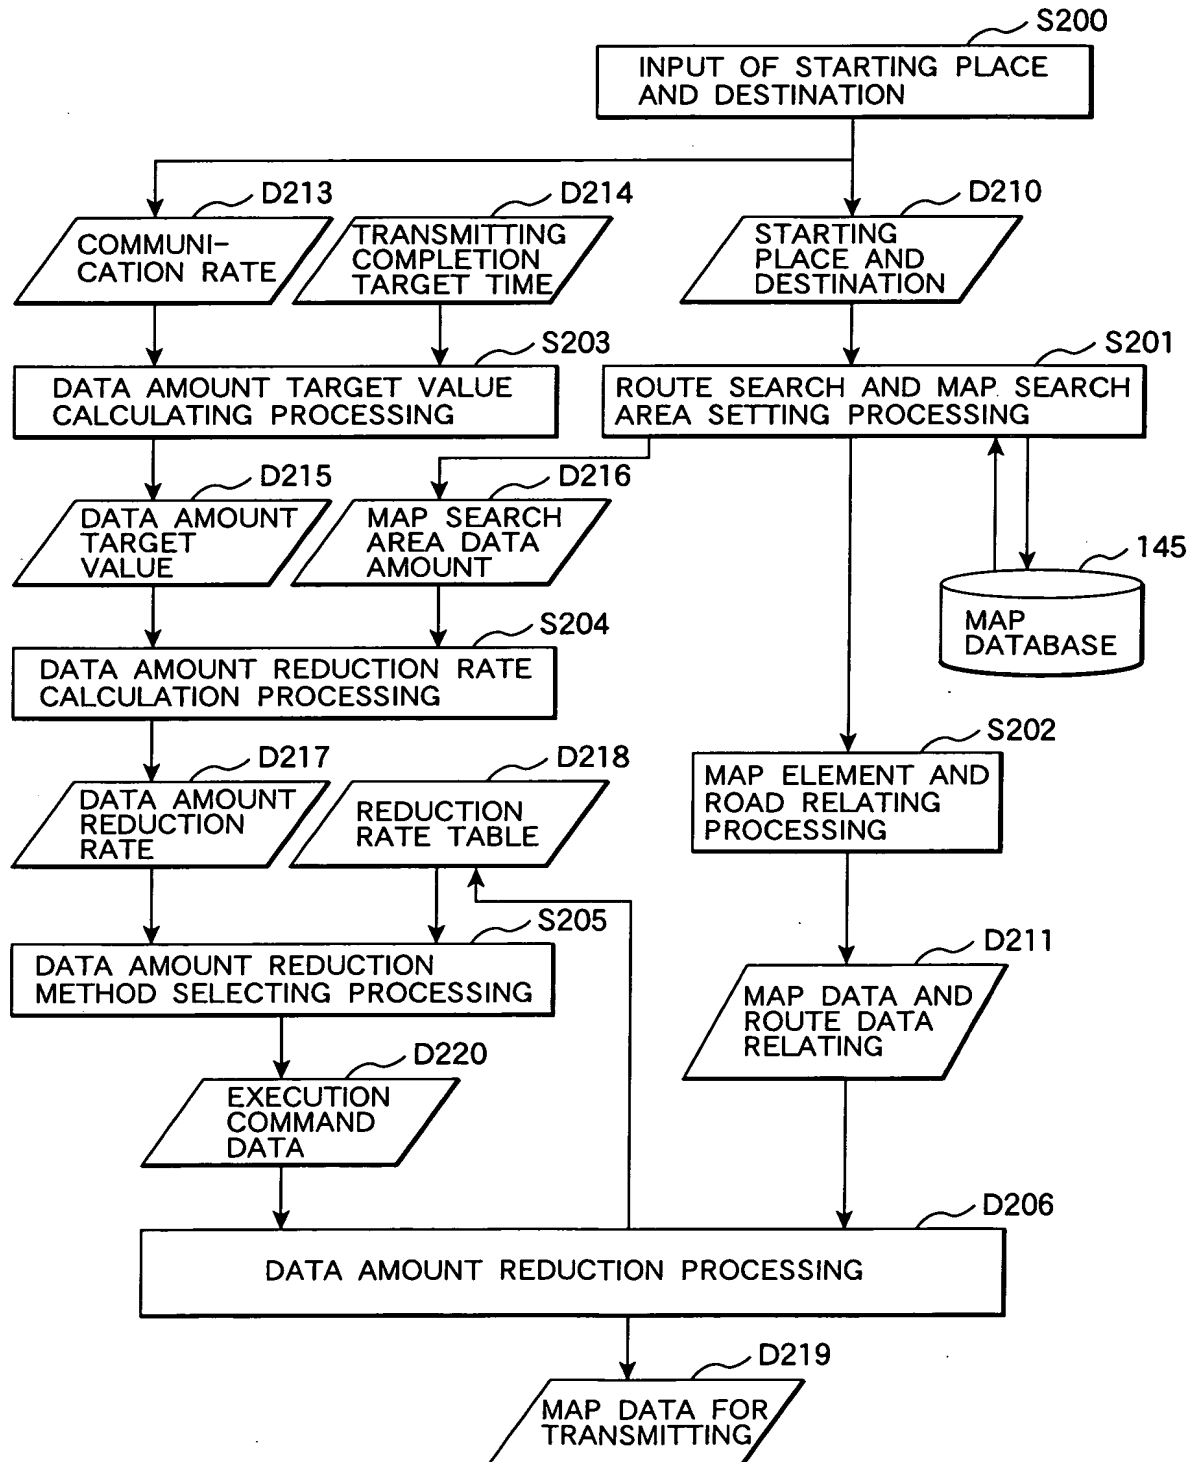 S200
INPUT OF STARTING PLACE
AND DESTINATION
D213
COMMUNI-
CATION RATE
D214
TRANSMITTING
COMPLETION
TARGET TIME
D210
STARTING
PLACE AND
DESTINATION
S203
DATA AMOUNT TARGET VALUE
CALCULATING PROCESSING
S201
ROUTE SEARCH AND MAP SEARCH
AREA SETTING PROCESSING
D215
DATA AMOUNT
TARGET
VALUE
D216
MAP SEARCH
AREA DATA
AMOUNT
145
MAP
DATABASE
S204
DATA AMOUNT REDUCTION RATE
CALCULATION PROCESSING
D217
DATA AMOUNT
REDUCTION
RATE
D218
REDUCTION
RATE TABLE
S202
MAP ELEMENT AND
ROAD RELATING
PROCESSING
S205
DATA AMOUNT REDUCTION
METHOD SELECTING PROCESSING
D211
MAP DATA AND
ROUTE DATA
RELATING
D220
EXECUTION
COMMAND
DATA
D206
DATA AMOUNT REDUCTION PROCESSING
D219
MAP DATA FOR
TRANSMITTING